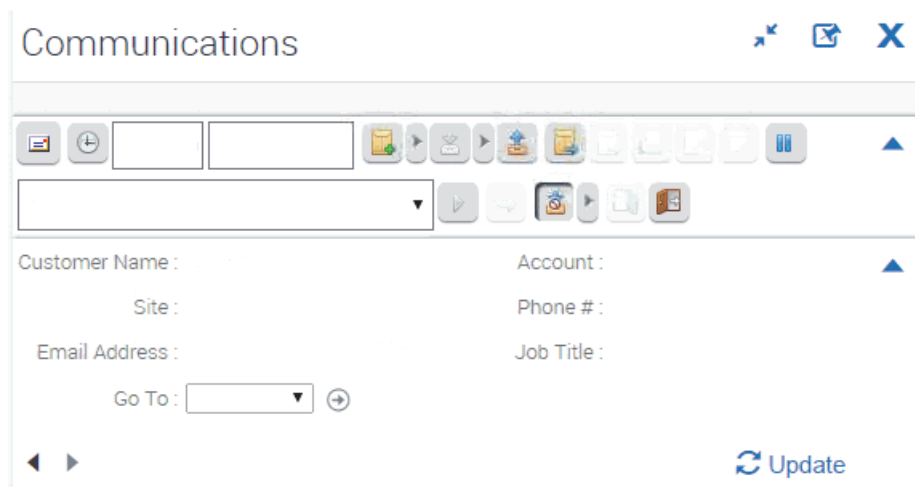 Communications
Customer Name :
Account :
Site :
Phone # :
Email Address :
Job Title :
Go To :
Update